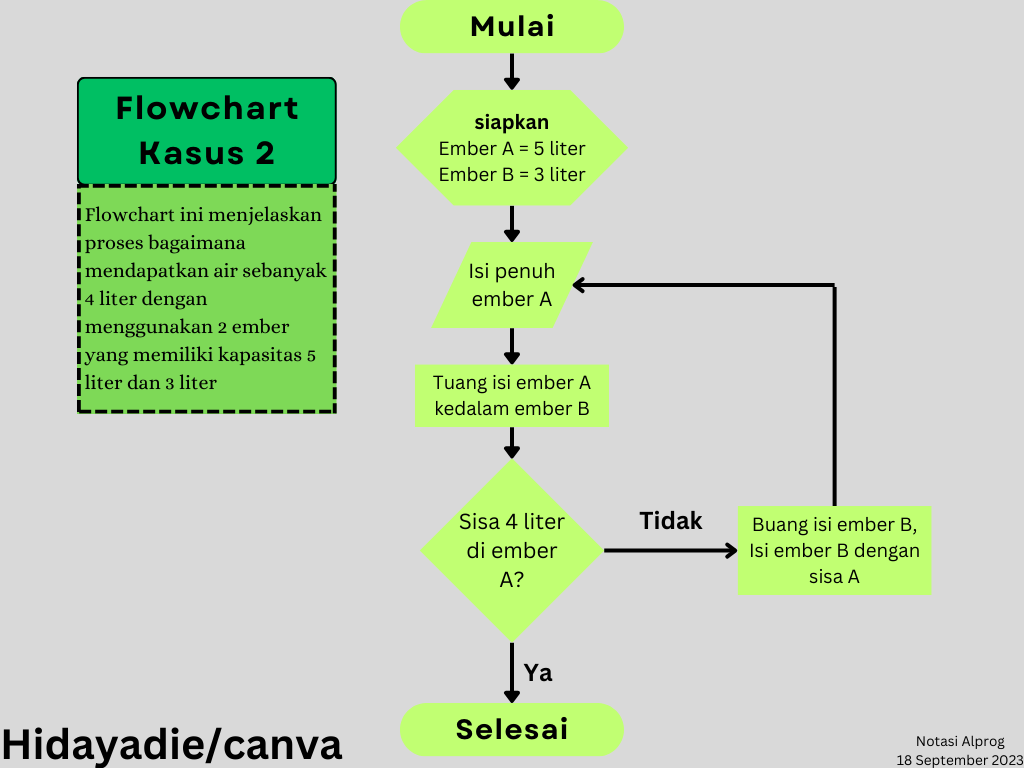 Mulai
Flowchart
Kasus 2
Flowchart ini menjelaskan
proses bagaimana
mendapatkan air sebanyak
4 liter dengan
menggunakan 2 ember
yang memiliki kapasitas 5
liter dan 3 liter
siapkan
Ember A = 5 liter
Ember B = 3 liter
Isi penuh
ember A
Tuang isi ember A
kedalam ember B
Sisa 4 liter
di ember
A?
Tidak
Buang isi ember B,
Isi ember B dengan
sisa A
Ya
Selesai
Hidayadie/canva
Notasi Alprog
18 September 2023